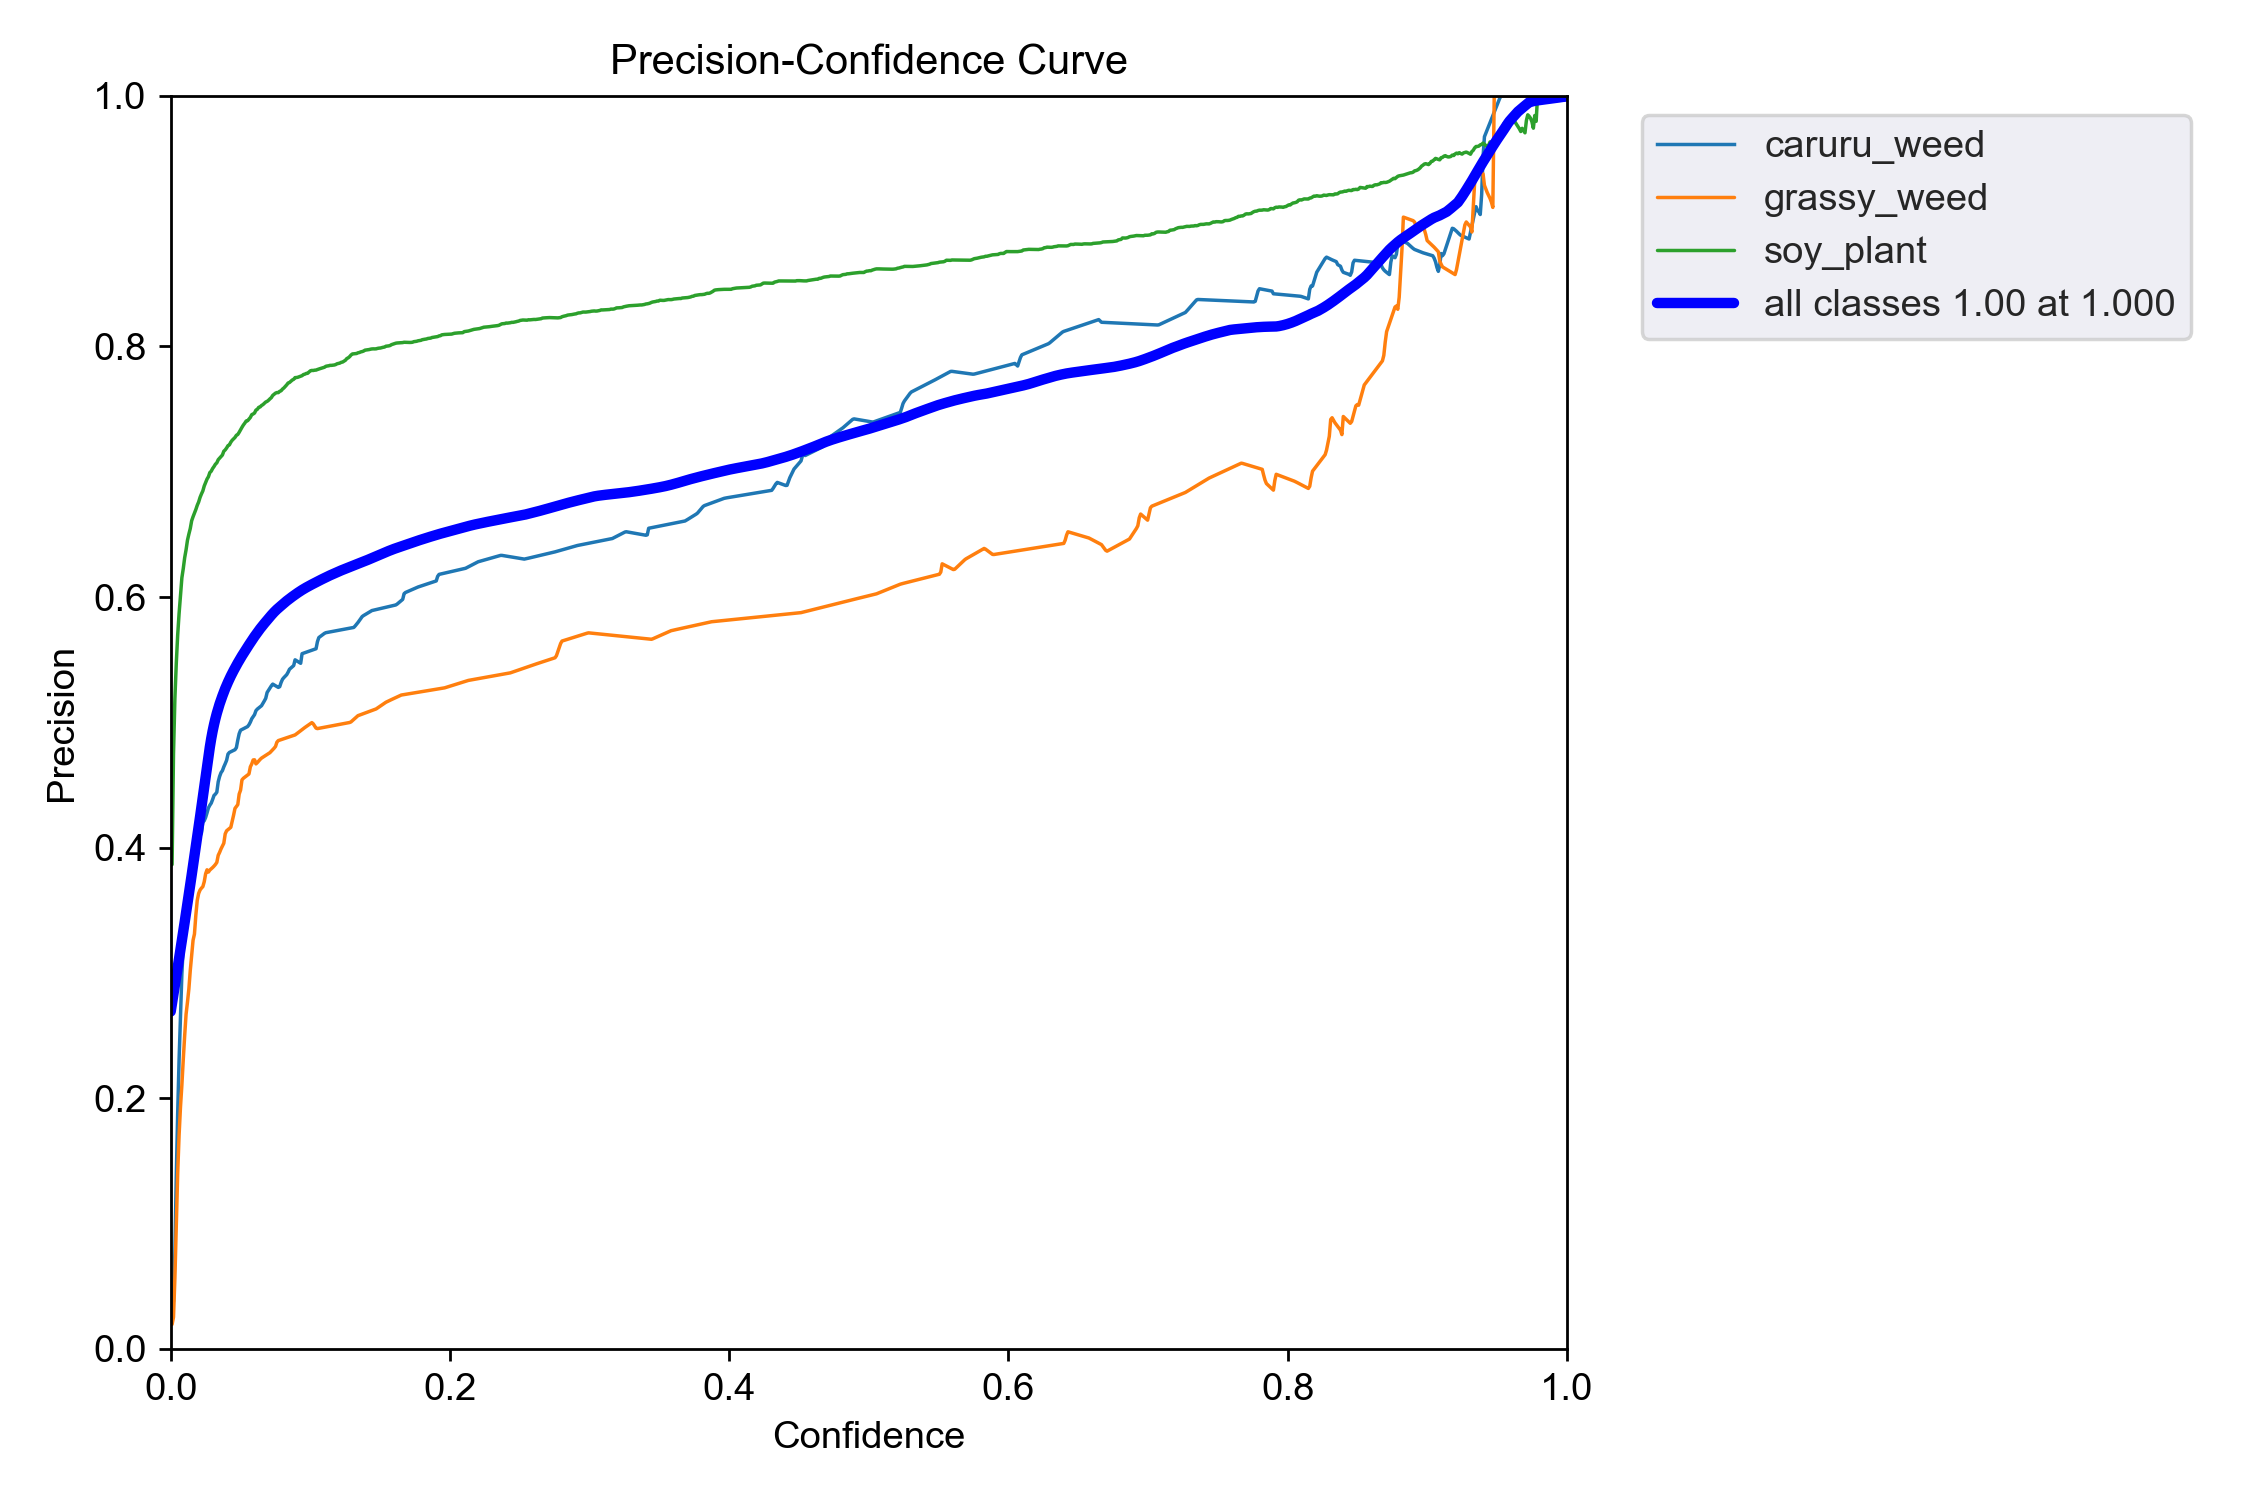 Precision-Confidence Curve
1.0
0.8
0.6
0.4
0.2
0.0
Precision
0.0 0.2 0.4 0.6 0.8 1.0
Confidence
caruru_weed
grassy_weed
soy_plant
all classes 1.00 at 1.000